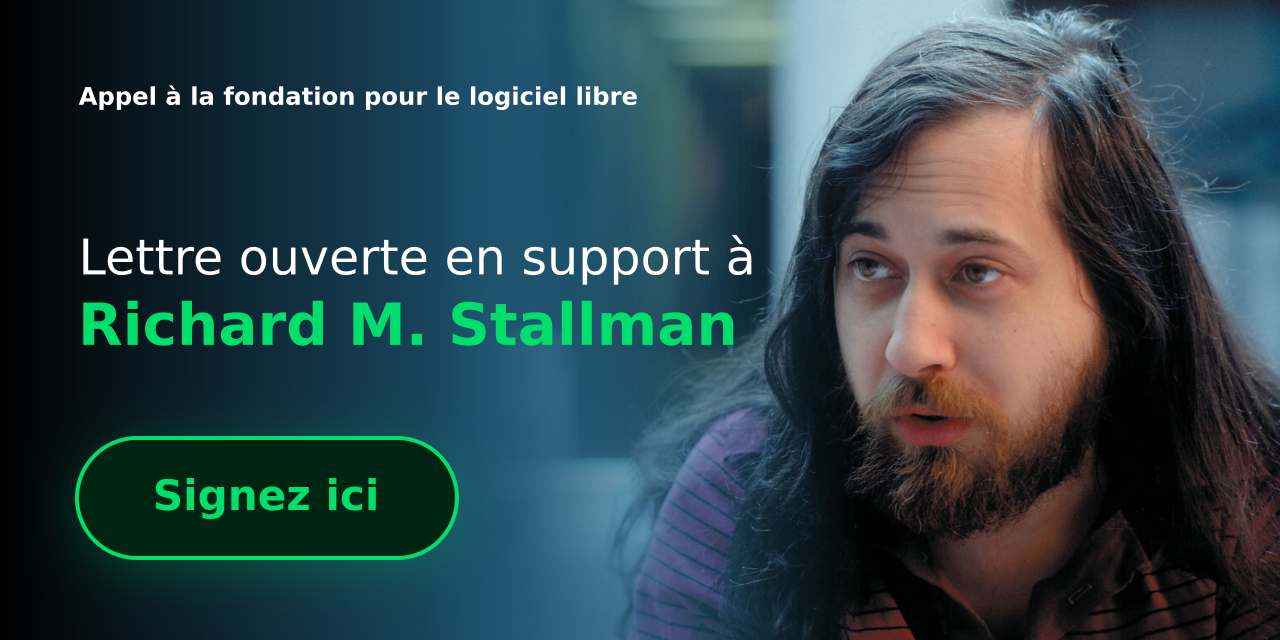 Appel à la fondation pour le logiciel libre
Lettre ouverte en support à
Richard M. Stallman
Signez ici